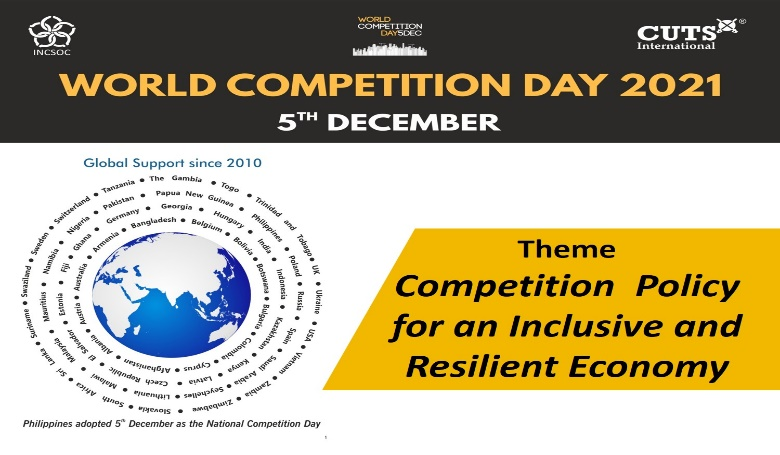 INCSOC
WORLD
COMPETITION
DAY5DEC
CUTS®
International
WORLD COMPETITION DAY 2021
5TH DECEMBER
Global Support since 2010
Swaziland • Sweden • Switzerland • Tanzania • The Gambia • Togo • Trinidad and Tobago • UK • Ukraine • USA • Vietnam • Zambia • Zimbabwe
Slovakia • South Africa • Sri Lanka • Suriname
Mauritius • Namibia • Nigeria • Pakistan • Papua New Guinea • Philippines • Poland • Russia • Spain • Saudi Arabia • Seychelles
Lithuania • Malawi • Malaysia
Estonia • Fiji • Ghana • Germany • Georgia • Hungary • India • Indonesia • Kazakhstan • Kenya • Latvia • Czech Republic • El Salvador
Austria • Australia • Armenia • Bangladesh • Belgium • Bolivia • Botswana • Bulgaria • Colombia • Cyprus • Afghanistan • Albania
Theme
Competition Policy
for an Inclusive and
Resilient Economy
Philippines adopted 5th December as the National Competition Day